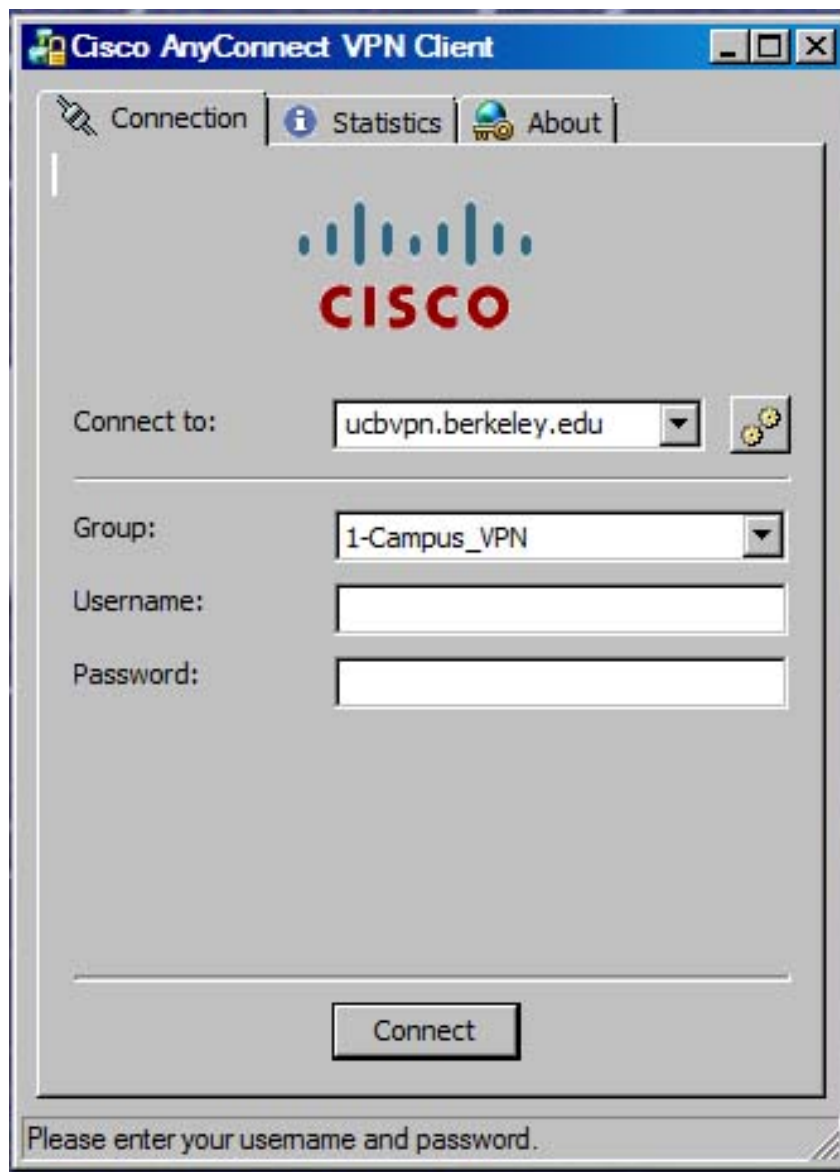 Cisco AnyConnect VPN Client
Connection
Statistics
About
CISCO
Connect to:
ucbvpn.berkeley.edu
Group:
1-Campus_VPN
Username:
Password:
Connect
Please enter your username and password.